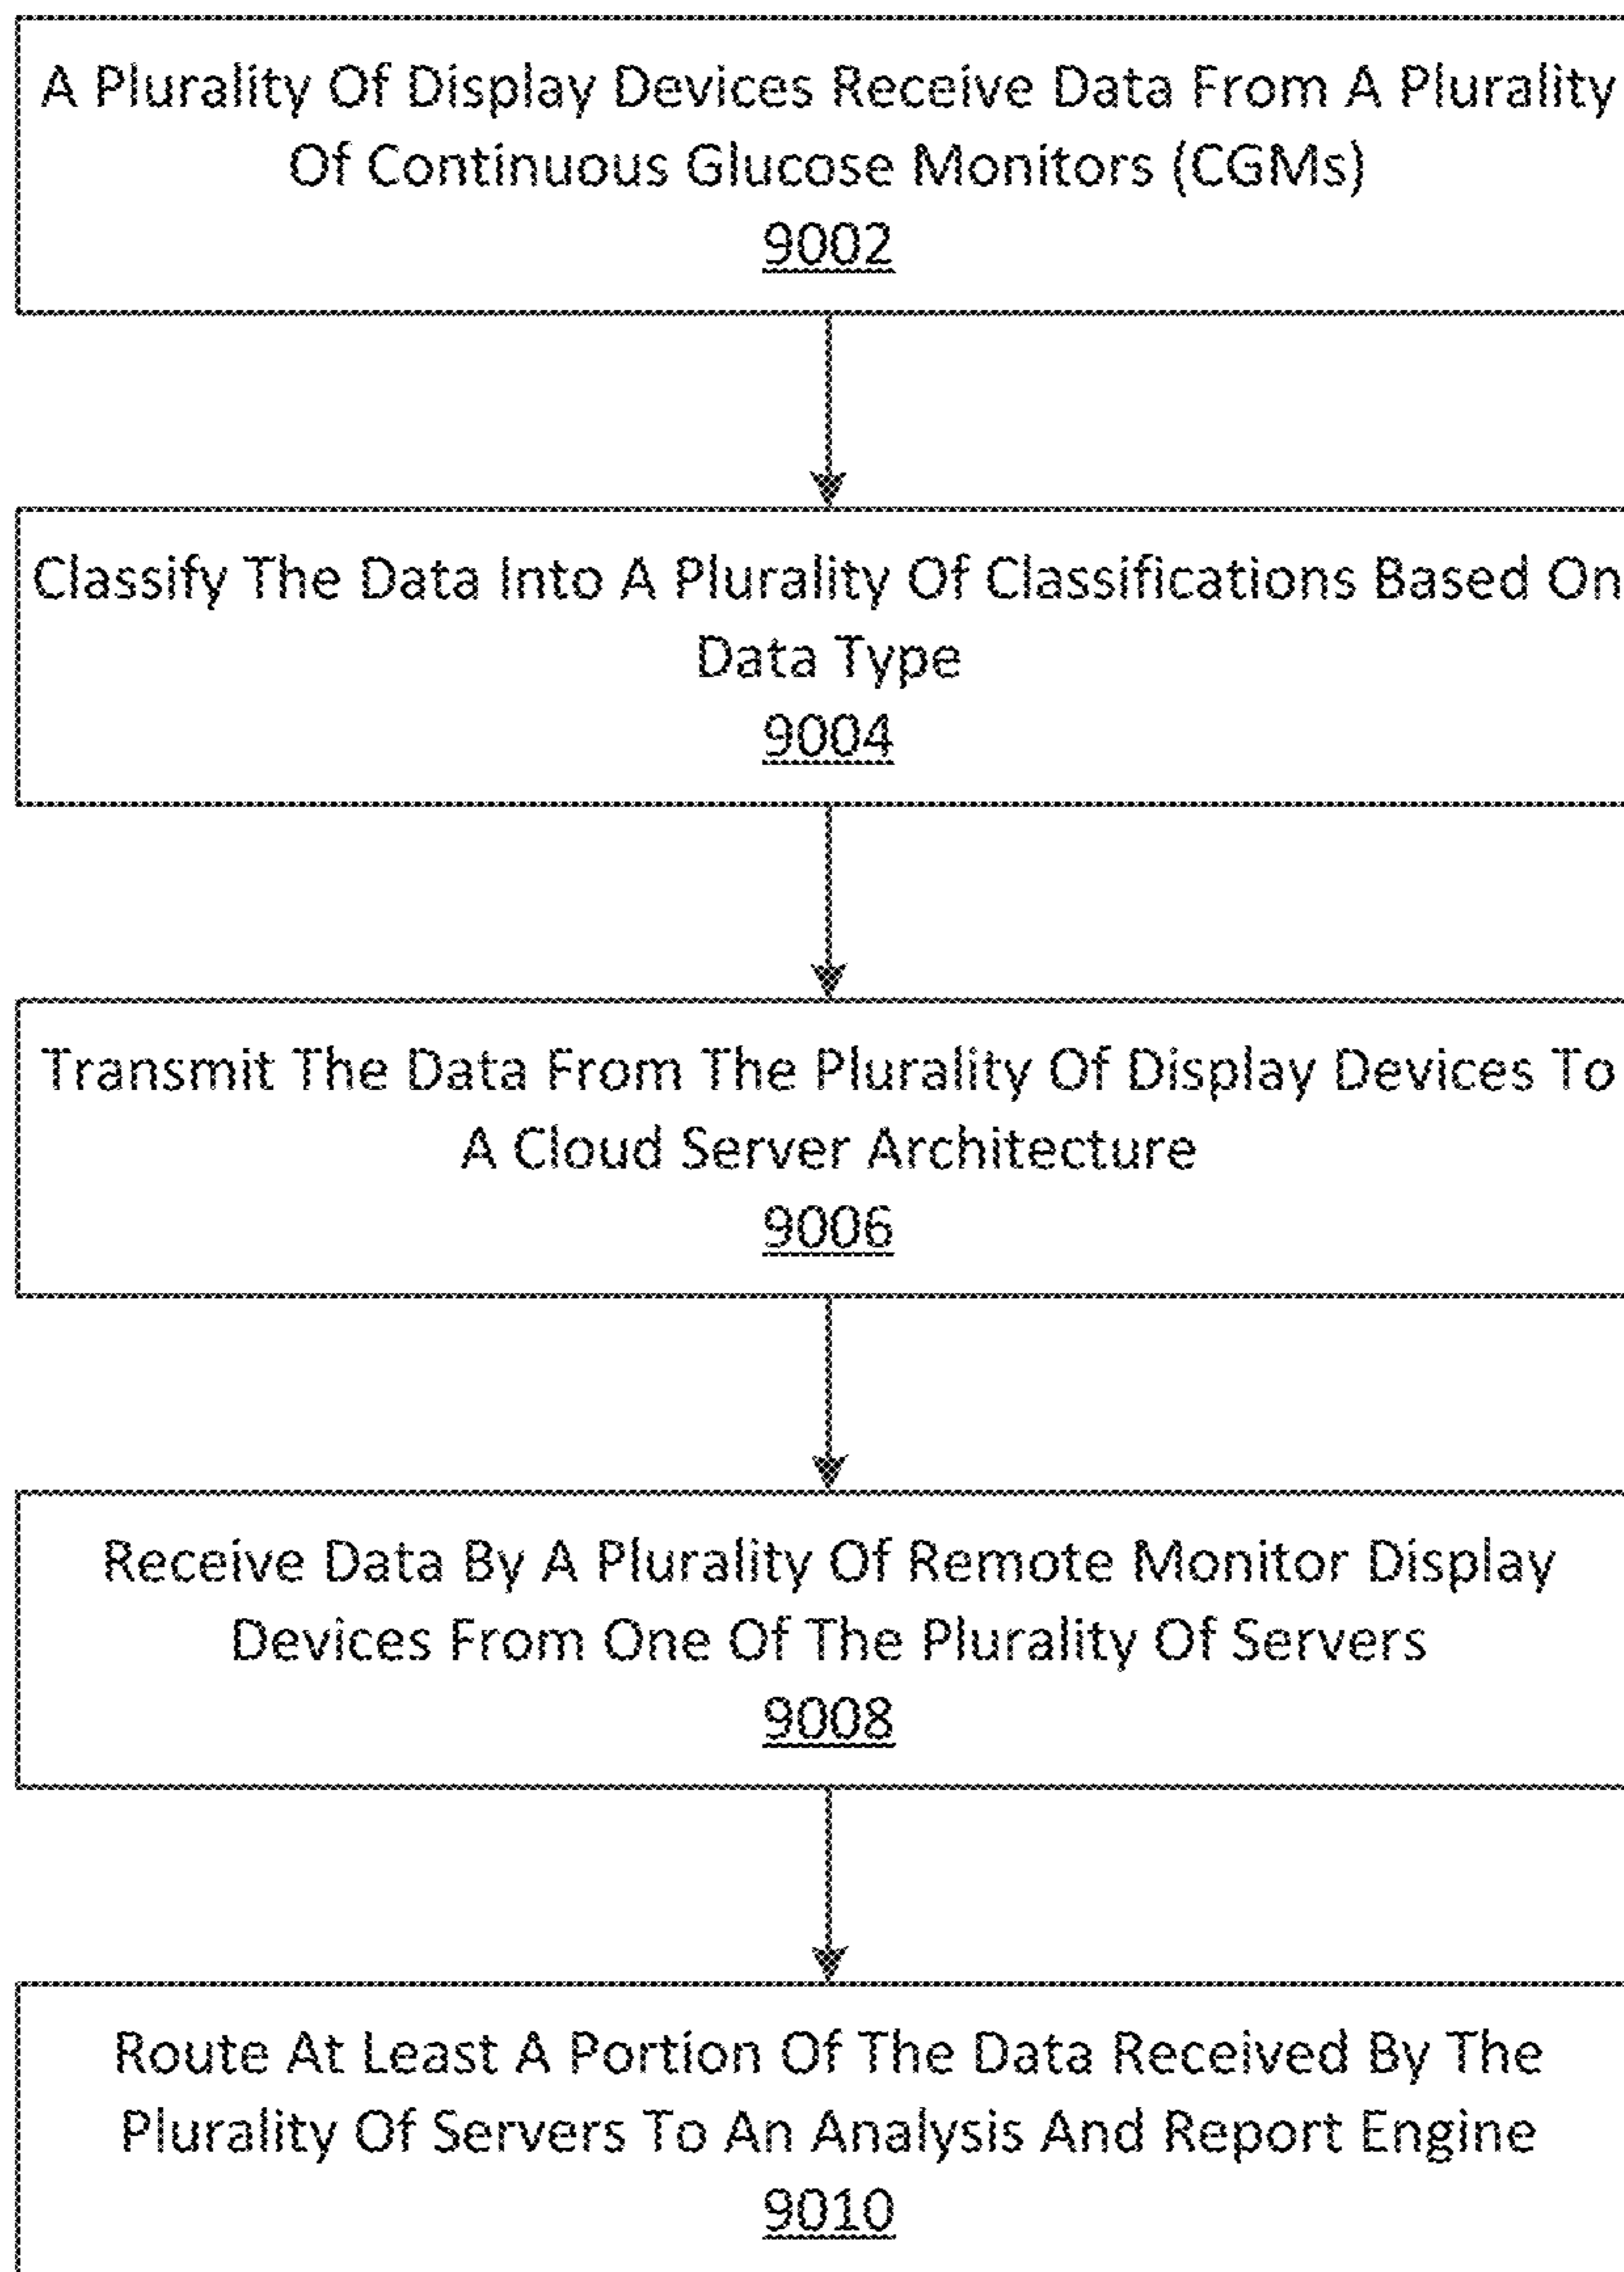 A Plurality Of Display Devices Receive Data From A Plurality
Of Continuous Glucose Monitors (CGMs)
9002
Classify The Data Into A Plurality Of Classifications Based On
Data Type
9004
Transmit The Data From The Plurality Of Display Devices To
A Cloud Server Architecture
9006
Receive Data By A Plurality Of Remote Monitor Display
Devices From One Of The Plurality Of Servers
9008
Route At Least A Portion Of The Data Received By The
Plurality Of Servers To An Analysis And Report Engine
9010